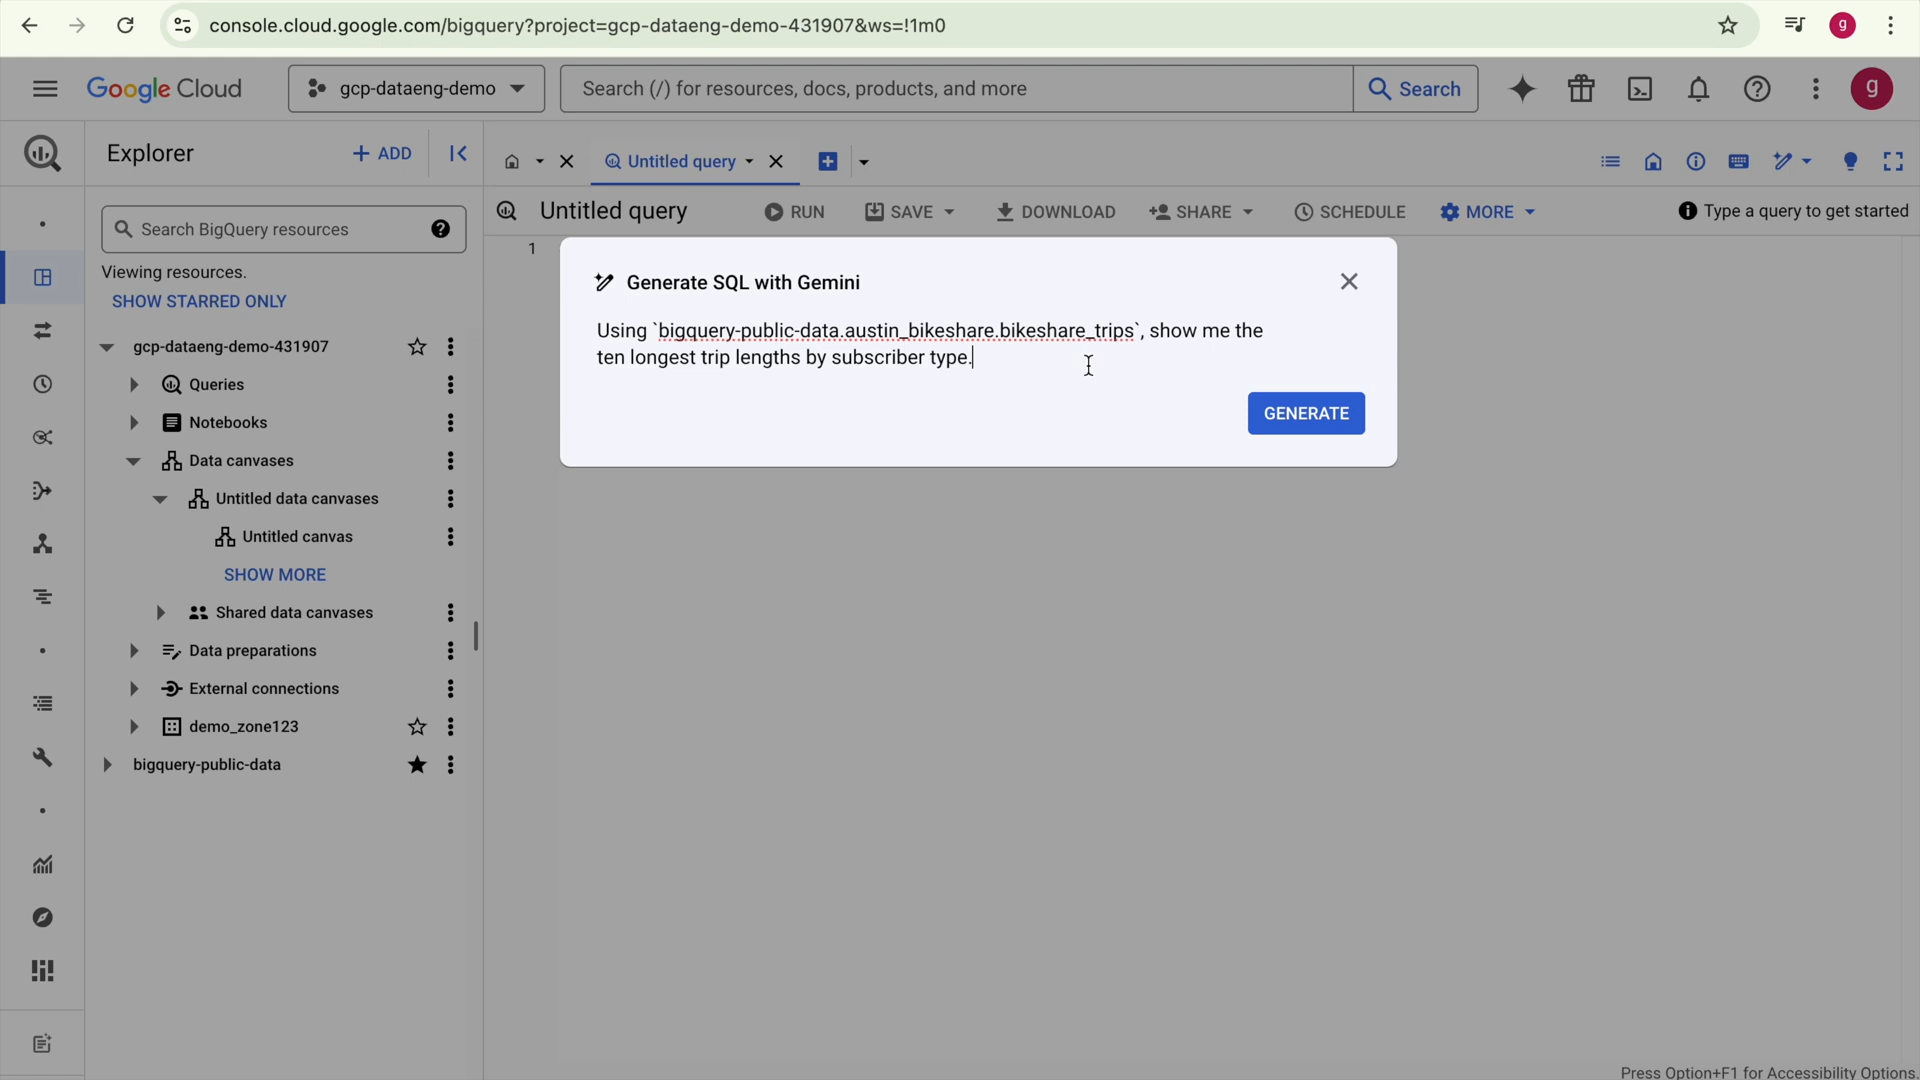 console.cloud.google.com/bigquery?project=gcp-dataeng-demo-431907&ws=!1m0
g
Google Cloud
gcp-dataeng-demo
Search (/) for resources, docs, products, and more
Search
g
Explorer
+ ADD
Untitled query
Search BigQuery resources
Untitled query
RUN
SAVE
DOWNLOAD
SHARE
SCHEDULE
MORE
Type a query to get started
Viewing resources.
SHOW STARRED ONLY
1
Generate SQL with Gemini
Using `bigquery-public-data.austin_bikeshare.bikeshare_trips`, show me the
ten longest trip lengths by subscriber type.
GENERATE
gcp-dataeng-demo-431907
Queries
Notebooks
Data canvases
Untitled data canvases
Untitled canvas
SHOW MORE
Shared data canvases
Data preparations
External connections
demo_zone123
bigquery-public-data
Press Option+F1 for Accessibility Options.